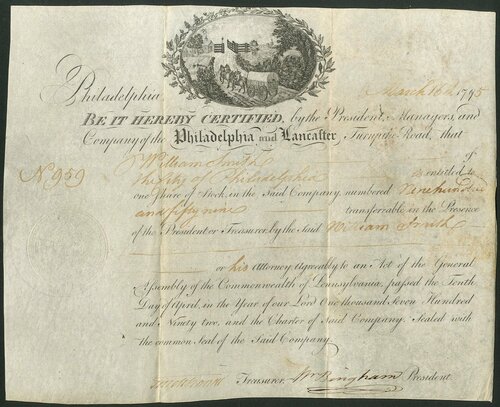 Philadelphia March 16th 1795
BE IT HEREBY CERTIFIED, by the President, Managers, and
Company of the Philadelphia and Lancaster Turnpike Road, that
William Smith of
the City of Philadelphia is entitled to
No 959
one Share of Stock, in the Said Company, numbered Nine hundred
and fifty nine transferable in the Presence
of the President or Treasurer, by the Said William Smith
or his Attorney Agreeably to an Act of the General
Assembly of the Commonwealth of Pennsylvania, passed the Tenth
Day of April, in the Year of our Lord One thousand Seven Hundred
and Ninety two, and the Charter of Said Company. Sealed with
the common Seal of the Said Company.
Treasurer, Wm Bingham President